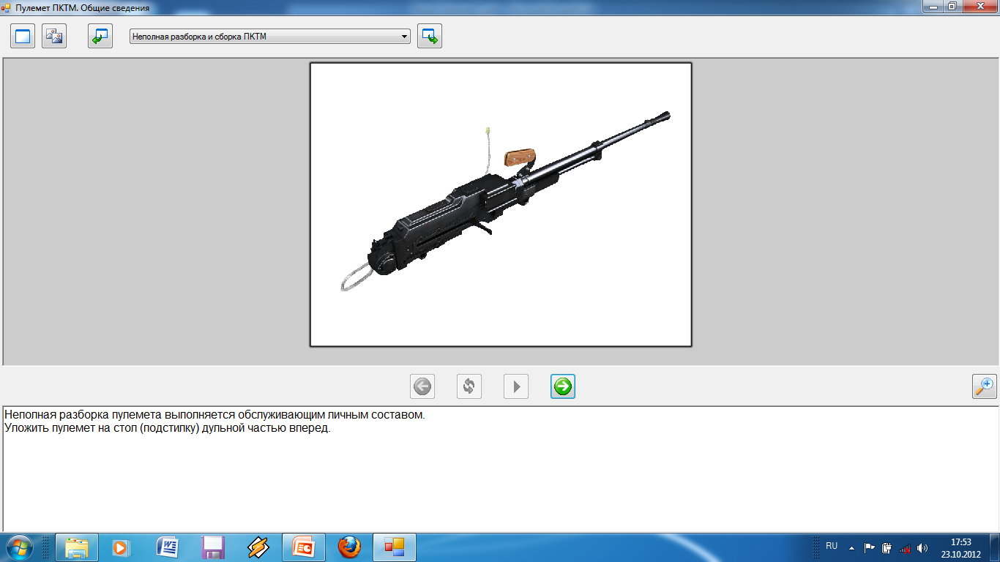 Пулемет ПКТМ. Общие сведения
Неполная разборка и сборка ПКТМ
Неполная разборка пулемета выполняется обслуживающим личным составом.
Уложить пулемет на стол (подстилку) дульной частью вперед.
RU
17:53
23.10.2012